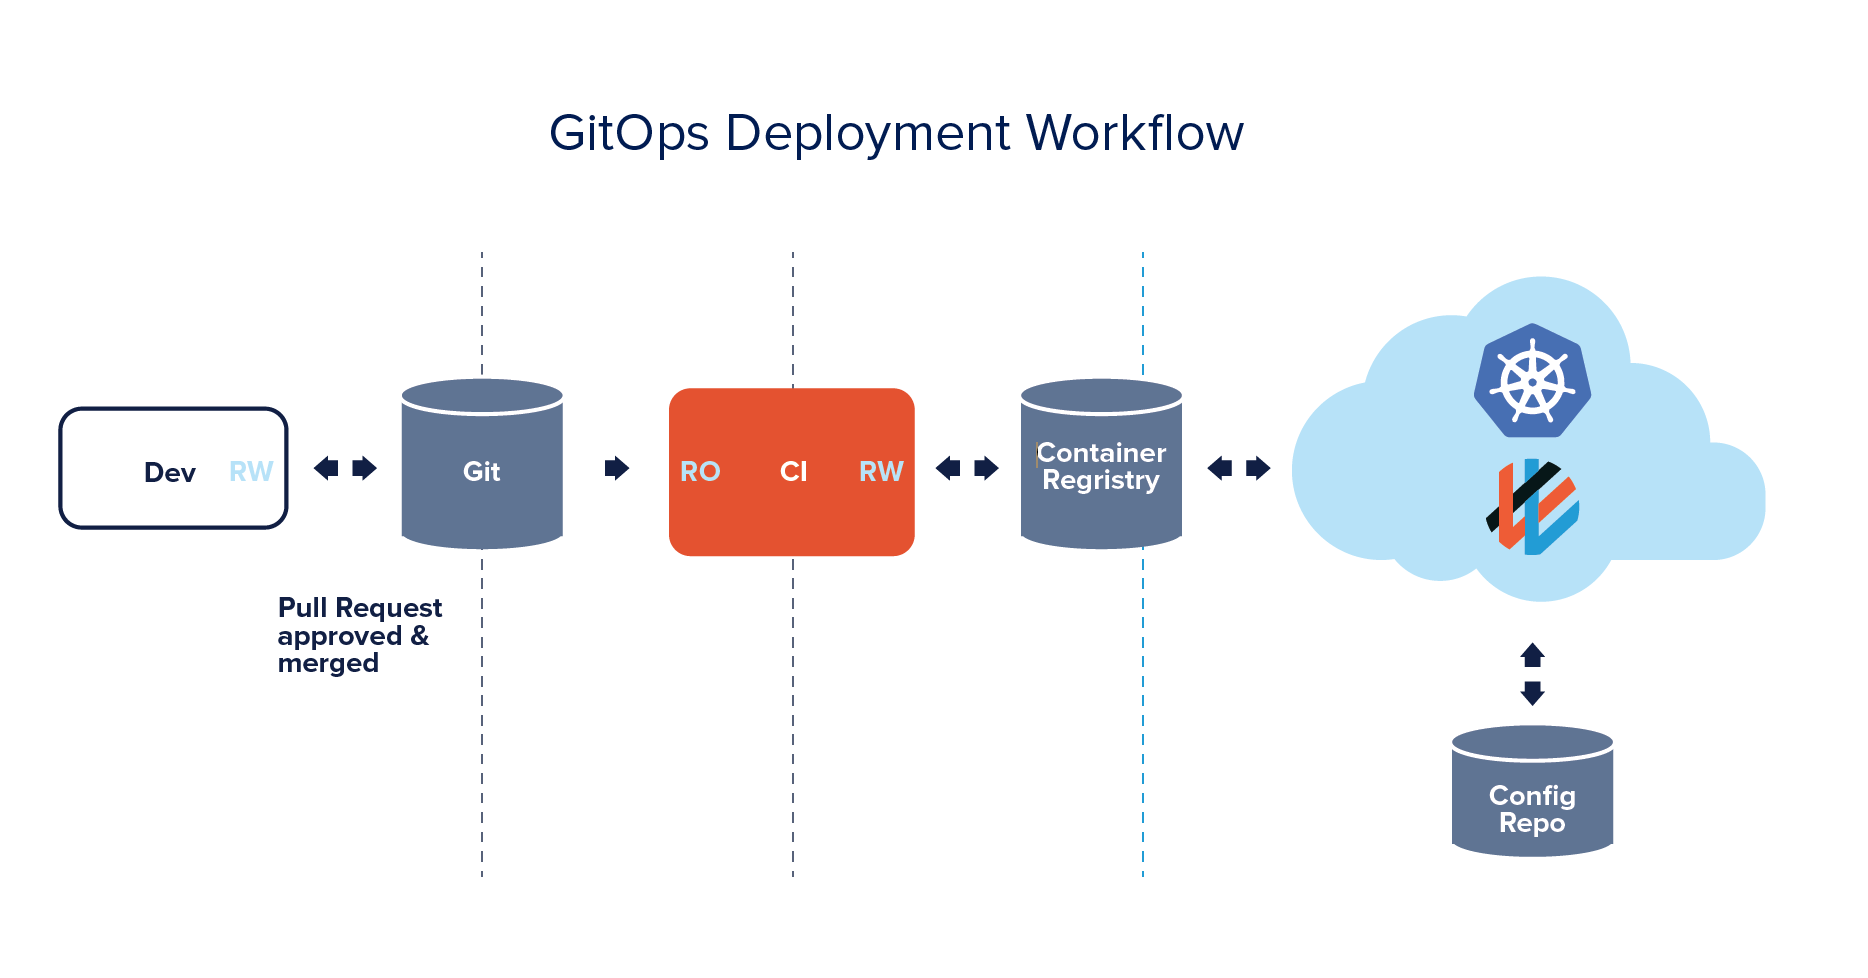 GitOps Deployment Workflow
Dev
RW
Git
RO
CI
RW
Container
Regristry
Pull Request
approved &
merged
Config
Repo